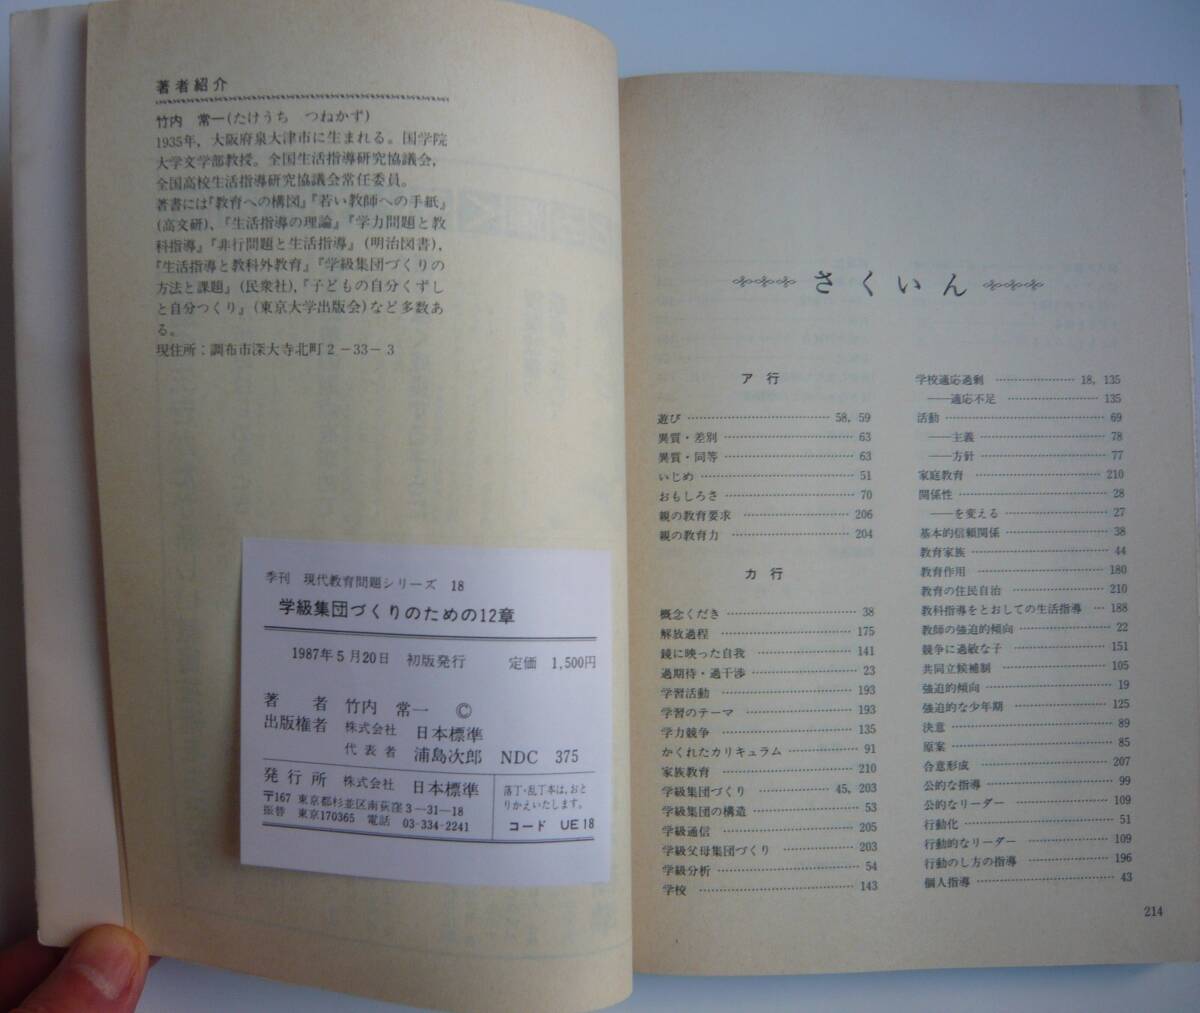 著者紹介
竹内　常一(たけうち　つねかず)
1935年，大阪府泉大津市に生まれる。国学院
大学文学部教授。全国生活指導研究協議会，
全国高校生活指導研究協議会常任委員。
著書には『教育への構図』『若い教師への手紙』
(高文研)，『生活指導の理論』『学力問題と教
科指導』『非行問題と生活指導』(明治図書)，
『生活指導と教科外教育』『学級集団づくりの
方法と課題』(民衆社)，『子どもの自分くずし
と自分つくり』(東京大学出版会)など多数あ
る。
現住所：調布市深大寺北町2－33－3
季刊　現代教育問題シリーズ　18
学級集団づくりのための12章
1987年5月20日　初版発行　定価　1,500円
著　者　竹内　常一　©
出版権者　株式会社　日本標準
代表者　浦島次郎　NDC　375
発行所　株式会社　日本標準
〒167　東京都杉並区南荻窪3－31－18
振替　東京170365　電話　03-334-2241
落丁・乱丁本は，おと
りかえいたします。
コード　UE18
さくいん
ア行
遊び ……… 58，59
異質・差別 ……… 63
異質・同等 ……… 63
いじめ ……… 51
おもしろさ ……… 70
親の教育要求 ……… 206
親の教育力 ……… 204
カ行
概念くだき ……… 38
解放過程 ……… 175
鏡に映った自我 ……… 141
過期待・過干渉 ……… 23
学習活動 ……… 193
学習のテーマ ……… 193
学力競争 ……… 135
かくれたカリキュラム ……… 91
家族教育 ……… 210
学級集団づくり ……… 45，203
学級集団の構造 ……… 53
学級通信 ……… 205
学級父母集団づくり ……… 203
学級分析 ……… 54
学校 ……… 143
学校適応過剰 ……… 18，135
――適応不足 ……… 135
活動 ……… 69
――主義 ……… 78
――方針 ……… 77
家庭教育 ……… 210
関係性 ……… 28
――を変える ……… 27
基本的信頼関係 ……… 38
教育家族 ……… 44
教育作用 ……… 180
教育の住民自治 ……… 210
教科指導をとおしての生活指導 … 188
教師の強迫的傾向 ……… 22
競争に過敏な子 ……… 151
共同立候補制 ……… 105
強迫的傾向 ……… 19
強迫的な少年期 ……… 125
決意 ……… 89
原案 ……… 85
合意形成 ……… 207
公的な指導 ……… 99
公的なリーダー ……… 109
行動化 ……… 51
行動的なリーダー ……… 109
行動のし方の指導 ……… 196
個人指導 ……… 43
214